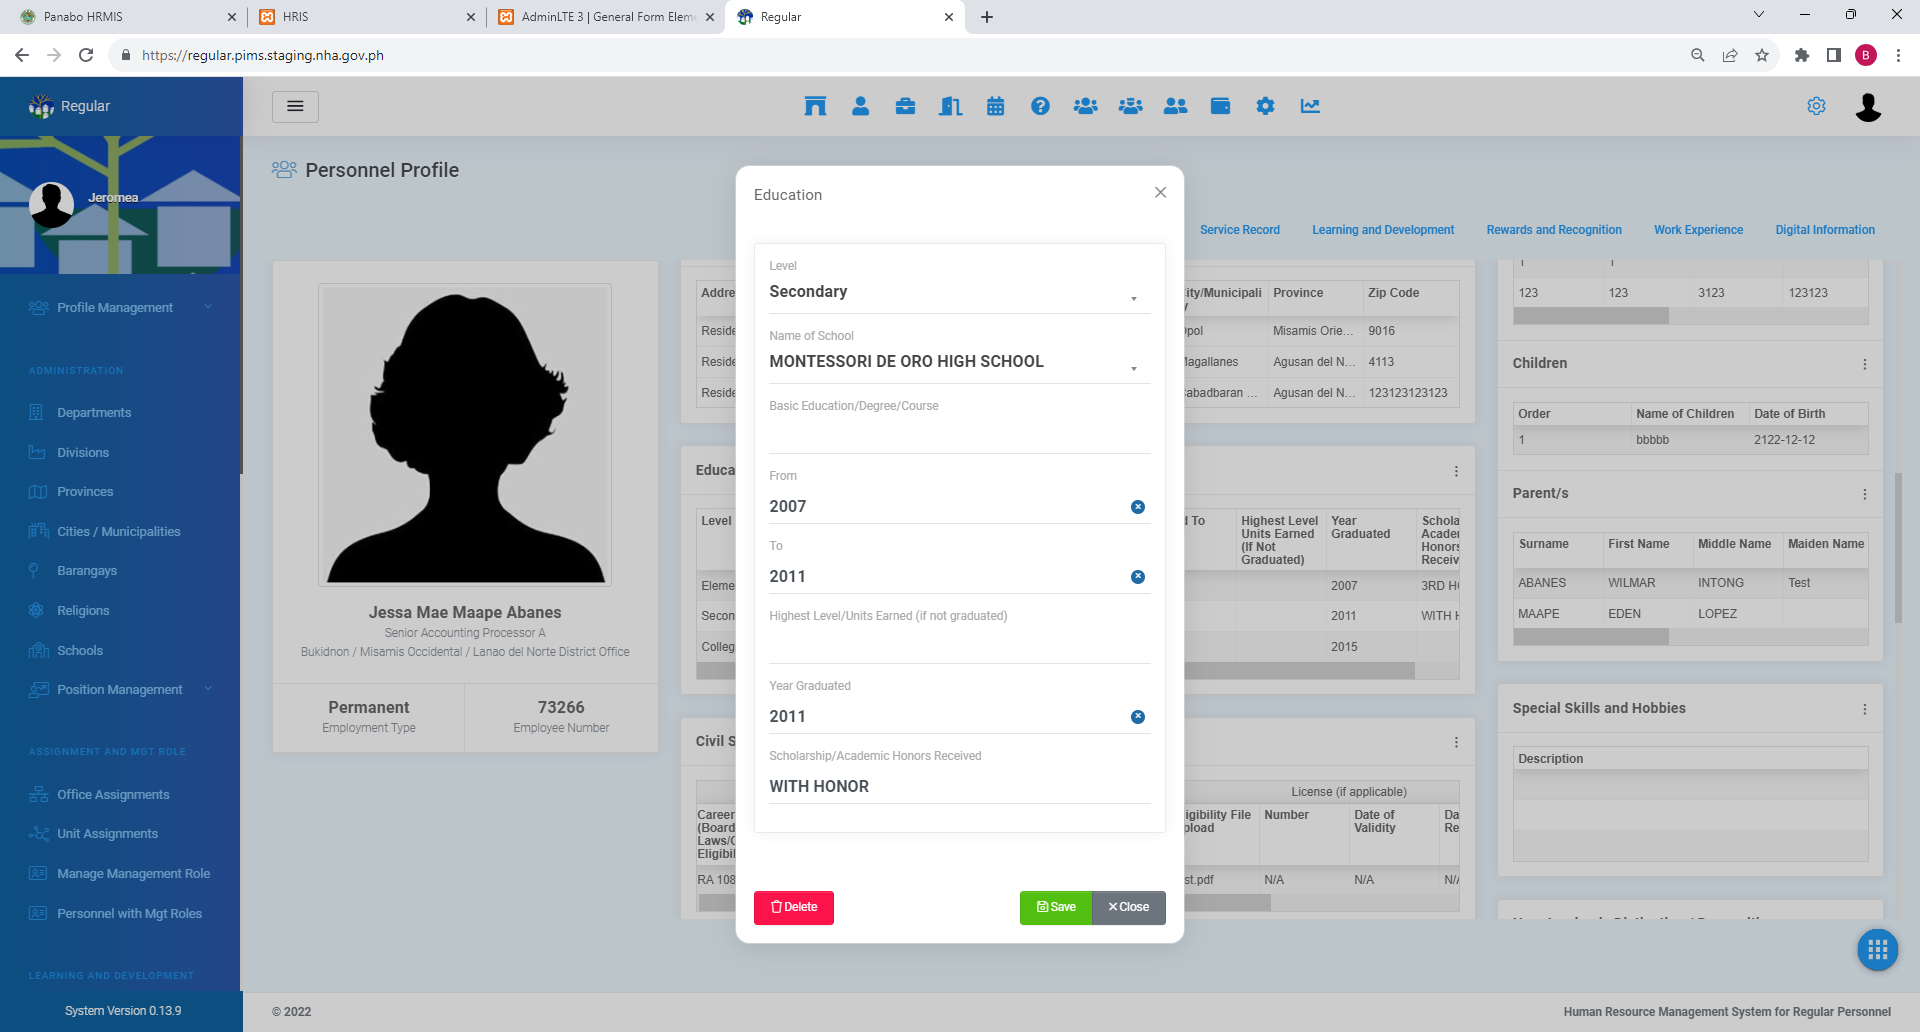 Panabo HRMIS
HRIS
AdminLTE 3 | General Form Eleme
Regular
https://regular.pims.staging.nha.gov.ph
B
Regular
Jeromea
Profile Management
ADMINISTRATION
Departments
Divisions
Provinces
Cities / Municipalities
Barangays
Religions
Schools
Position Management
ASSIGNMENT AND MGT ROLE
Office Assignments
Unit Assignments
Manage Management Role
Personnel with Mgt Roles
LEARNING AND DEVELOPMENT
System Version 0.13.9
Personnel Profile
Service Record
Learning and Development
Rewards and Recognition
Work Experience
Digital Information
Jessa Mae Maape Abanes
Senior Accounting Processor A
Bukidnon / Misamis Occidental / Lanao del Norte District Office
Permanent
Employment Type
73266
Employee Number
Addre
ity/Municipali
y
Province
Zip Code
Reside
Opol
Misamis Orie...
9016
Reside
Magallanes
Agusan del N...
4113
Reside
Cabadbaran ...
Agusan del N...
123123123123
Educa
Level
d To
Highest Level
Units Earned
(If Not
Graduated)
Year
Graduated
Schola
Acader
Honors
Receiv
Eleme
2007
3RD H
Secon
2011
WITH H
Colleg
2015
Civil S
License (if applicable)
Career
(Board
Laws/C
Eligibil
igibility File
pload
Number
Date of
Validity
Da
Re
RA 108
st.pdf
N/A
N/A
N/A
Education
Level
Secondary
Name of School
MONTESSORI DE ORO HIGH SCHOOL
Basic Education/Degree/Course
From
2007
To
2011
Highest Level/Units Earned (if not graduated)
Year Graduated
2011
Scholarship/Academic Honors Received
WITH HONOR
Delete
Save
Close
1
1
123
123
3123
123123
Children
Order
Name of Children
Date of Birth
1
bbbbb
2122-12-12
Parent/s
Surname
First Name
Middle Name
Maiden Name
ABANES
WILMAR
INTONG
Test
MAAPE
EDEN
LOPEZ
Special Skills and Hobbies
Description
© 2022
Human Resource Management System for Regular Personnel